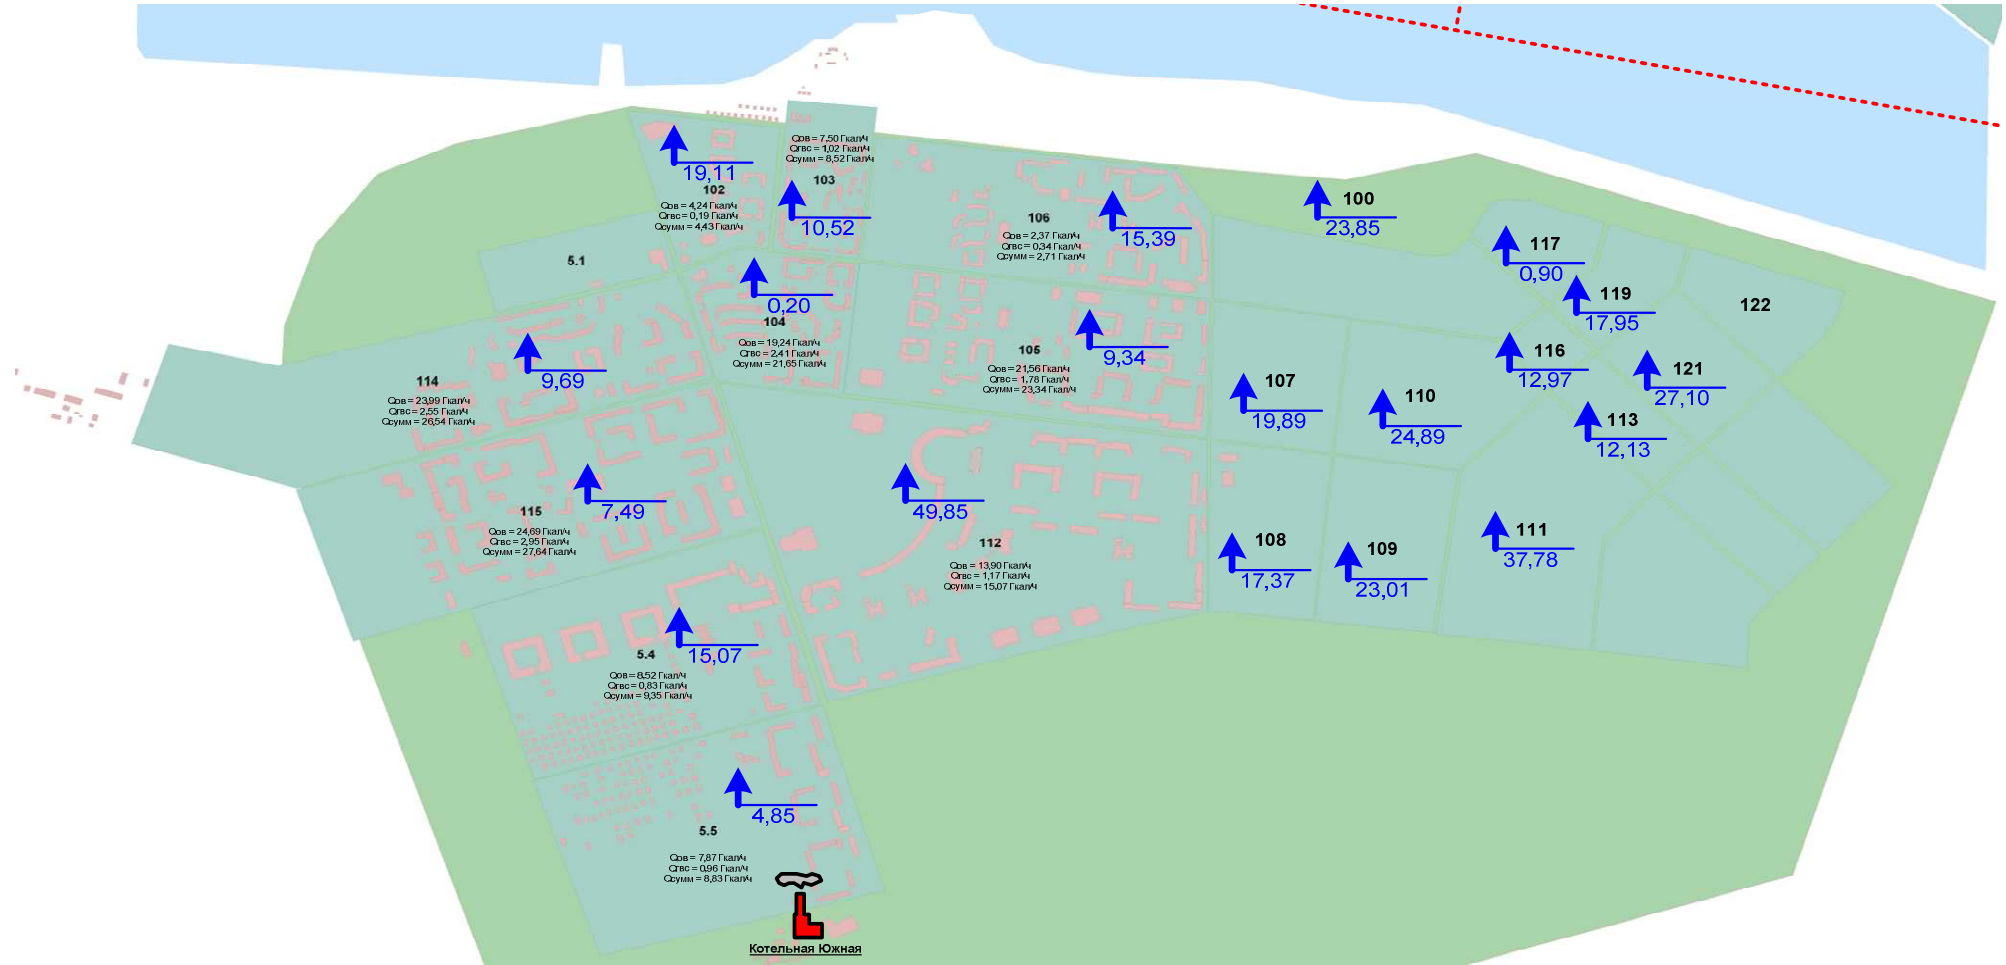 Qов = 7,50 Гкал/ч
Qгвс = 1,02 Гкал/ч
Qсумм = 8,52 Гкал/ч
103
10,52
19,11
102
Qов = 4,24 Гкал/ч
Qгвс = 0,19 Гкал/ч
Qсумм = 4,43 Гкал/ч
106
Qов = 2,37 Гкал/ч
Qгвс = 0,34 Гкал/ч
Qсумм = 2,71 Гкал/ч
15,39
100
23,85
117
0,90
119
17,95
122
5.1
0,20
104
Qов = 19,24 Гкал/ч
Qгвс = 2,41 Гкал/ч
Qсумм = 21,65 Гкал/ч
9,34
105
Qов = 21,56 Гкал/ч
Qгвс = 1,78 Гкал/ч
Qсумм = 23,34 Гкал/ч
116
12,97
121
27,10
9,69
114
Qов = 23,99 Гкал/ч
Qгвс = 2,55 Гкал/ч
Qсумм = 26,54 Гкал/ч
107
19,89
110
24,89
113
12,13
7,49
115
Qов = 24,69 Гкал/ч
Qгвс = 2,95 Гкал/ч
Qсумм = 27,64 Гкал/ч
49,85
112
Qов = 13,90 Гкал/ч
Qгвс = 1,17 Гкал/ч
Qсумм = 15,07 Гкал/ч
108
17,37
109
23,01
111
37,78
15,07
5.4
Qов = 8,52 Гкал/ч
Qгвс = 0,83 Гкал/ч
Qсумм = 9,35 Гкал/ч
4,85
5.5
Qов = 7,87 Гкал/ч
Qгвс = 0,96 Гкал/ч
Qсумм = 8,83 Гкал/ч
Котельная Южная